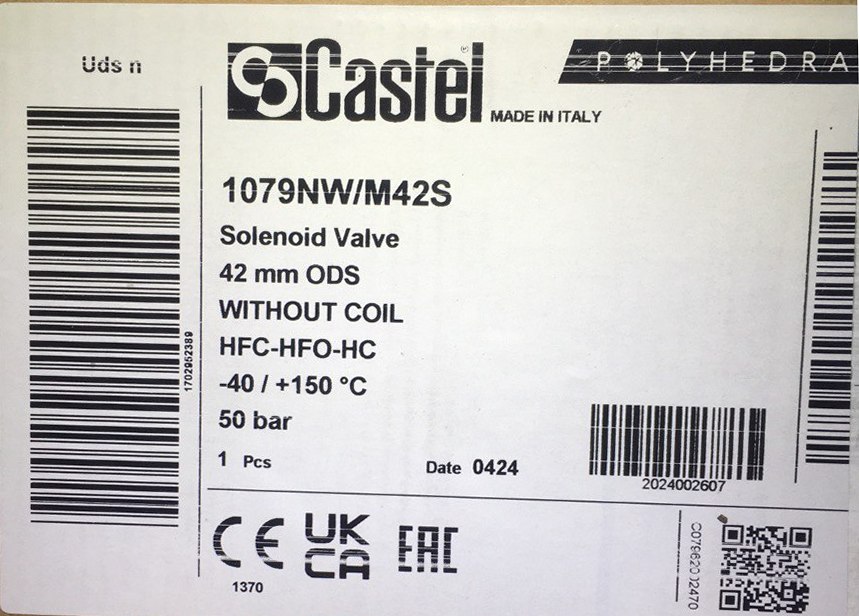 Uds n
Castel®
MADE IN ITALY
POLYHEDRA
1079NW/M42S
Solenoid Valve
42 mm ODS
WITHOUT COIL
HFC-HFO-HC
-40 / +150 °C
50 bar
1 Pcs
Date 0424
1702952389
2024002607
CE
1370
UK
CA
EAC